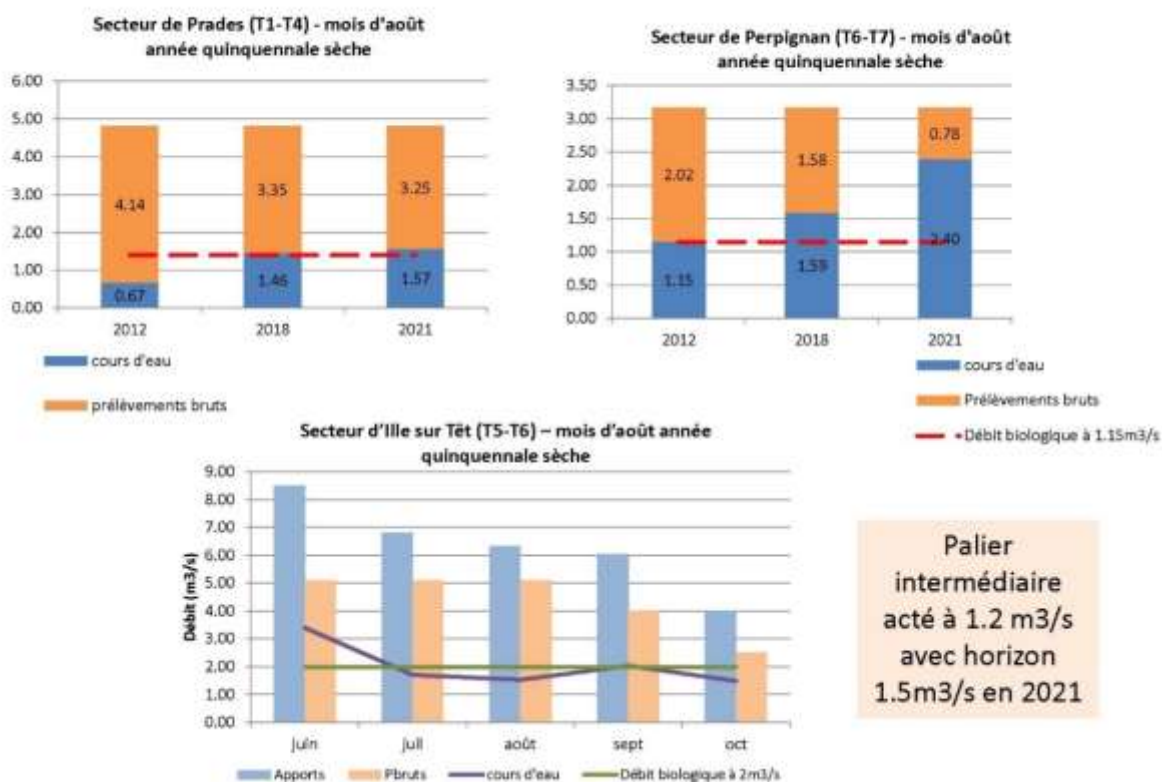 Secteur de Prades (T1-T4) - mois d'août
année quinquennale sèche
6.00
5.00
4.00
3.00
2.00
1.00
0.00
4.14
3.35
3.25
0.67
1.46
1.57
2012
2018
2021
cours d'eau
prélèvements bruts
Secteur de Perpignan (T6-T7) - mois d'août
année quinquennale sèche
3.50
3.00
2.50
2.00
1.50
1.00
0.50
0.00
2.02
1.58
0.78
1.15
1.59
2.40
2012
2018
2021
cours d'eau
Prélèvements bruts
Débit biologique à 1.15m3/s
Secteur d'Ille sur Têt (T5-T6) – mois d'août année
quinquennale sèche
Débit (m3/s)
9.00
8.00
7.00
6.00
5.00
4.00
3.00
2.00
1.00
0.00
juin
juil
août
sept
oct
Apports
Pbruts
cours d'eau
Débit biologique à 2m3/s
Palier
intermédiaire
acté à 1.2 m3/s
avec horizon
1.5m3/s en 2021